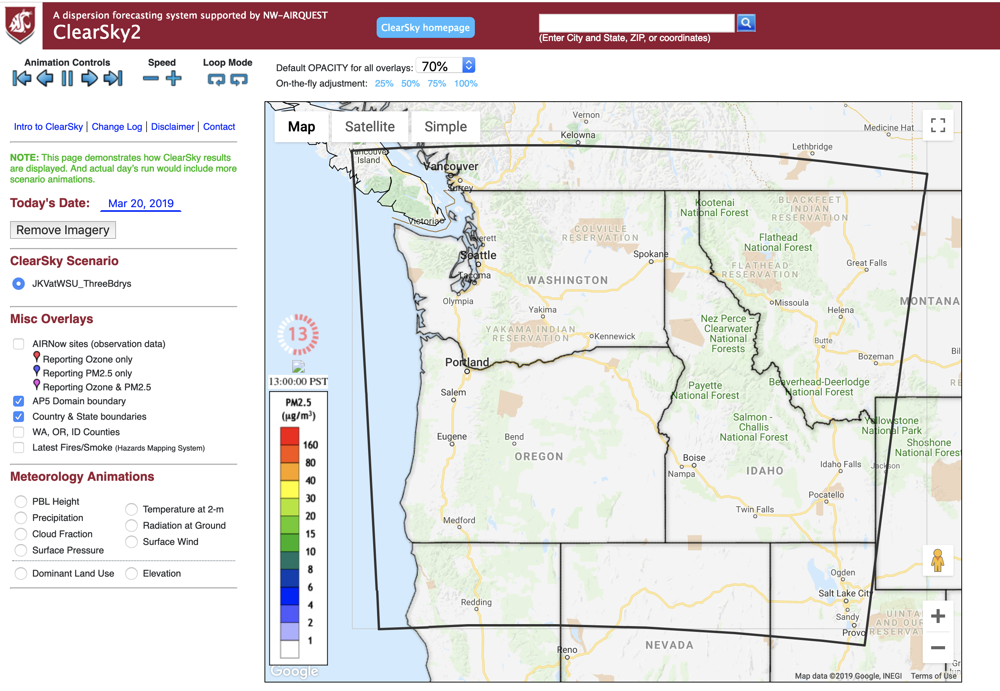 A dispersion forecasting system supported by NW-AIRQUEST
ClearSky2
ClearSky homepage
(Enter City and State, ZIP, or coordinates)
Animation Controls
Speed
Loop Mode
Default OPACITY for all overlays: 70%
On-the-fly adjustment: 25% 50% 75% 100%
Intro to ClearSky | Change Log | Disclaimer | Contact
NOTE: This page demonstrates how ClearSky results
are displayed. And actual day's run would include more
scenario animations.
Today's Date: Mar 20, 2019
Remove Imagery
ClearSky Scenario
JKVatWSU_ThreeBdrys
Misc Overlays
AIRNow sites (observation data)
Reporting Ozone only
Reporting PM2.5 only
Reporting Ozone & PM2.5
AP5 Domain boundary
Country & State boundaries
WA, OR, ID Counties
Latest Fires/Smoke (Hazards Mapping System)
Meteorology Animations
PBL Height
Precipitation
Cloud Fraction
Surface Pressure
Temperature at 2-m
Radiation at Ground
Surface Wind
Dominant Land Use
Elevation
Map
Satellite
Simple
13
13:00:00 PST
PM2.5
(µg/m³)
160
80
40
30
20
15
10
8
6
4
2
1
Google
Vernon
Kelowna
Medicine Hat
Lethbridge
Vancouver
Island
Vancouver
Surrey
Victoria
Kootenai
National Forest
BLACKFEET
INDIAN
RESERVATION
COLVILLE
RESERVATION
Everett
Flathead
National Forest
Seattle
Spokane
Great Falls
FLATHEAD
RESERVATION
Tacoma
WASHINGTON
Olympia
Missoula
MONTANA
Yakima
Helena
Nez Perce –
Clearwater
National
Forests
YAKAMA INDIAN
RESERVATION
Kennewick
Butte
Bil
Bozeman
Portland
Payette
National Forest
Beaverhead-Deerlodge
National Forest
RE
Salem
Salmon -
Challis
National Forest
Yellowstone
National Park
Eugene
Bend
Shoshone
National Forest
OREGON
Boise
Nampa
IDAHO
Idaho Falls
Jackson
Pocatello
Twin Falls
Medford
Ogden
Salt Lake City
Redding
Sandy
UINTA
AND OUR
RESERVAT
Provo
NEVADA
Reno
Gr
Jun
UTAH
Map data ©2019 Google, INEGI
Terms of Use